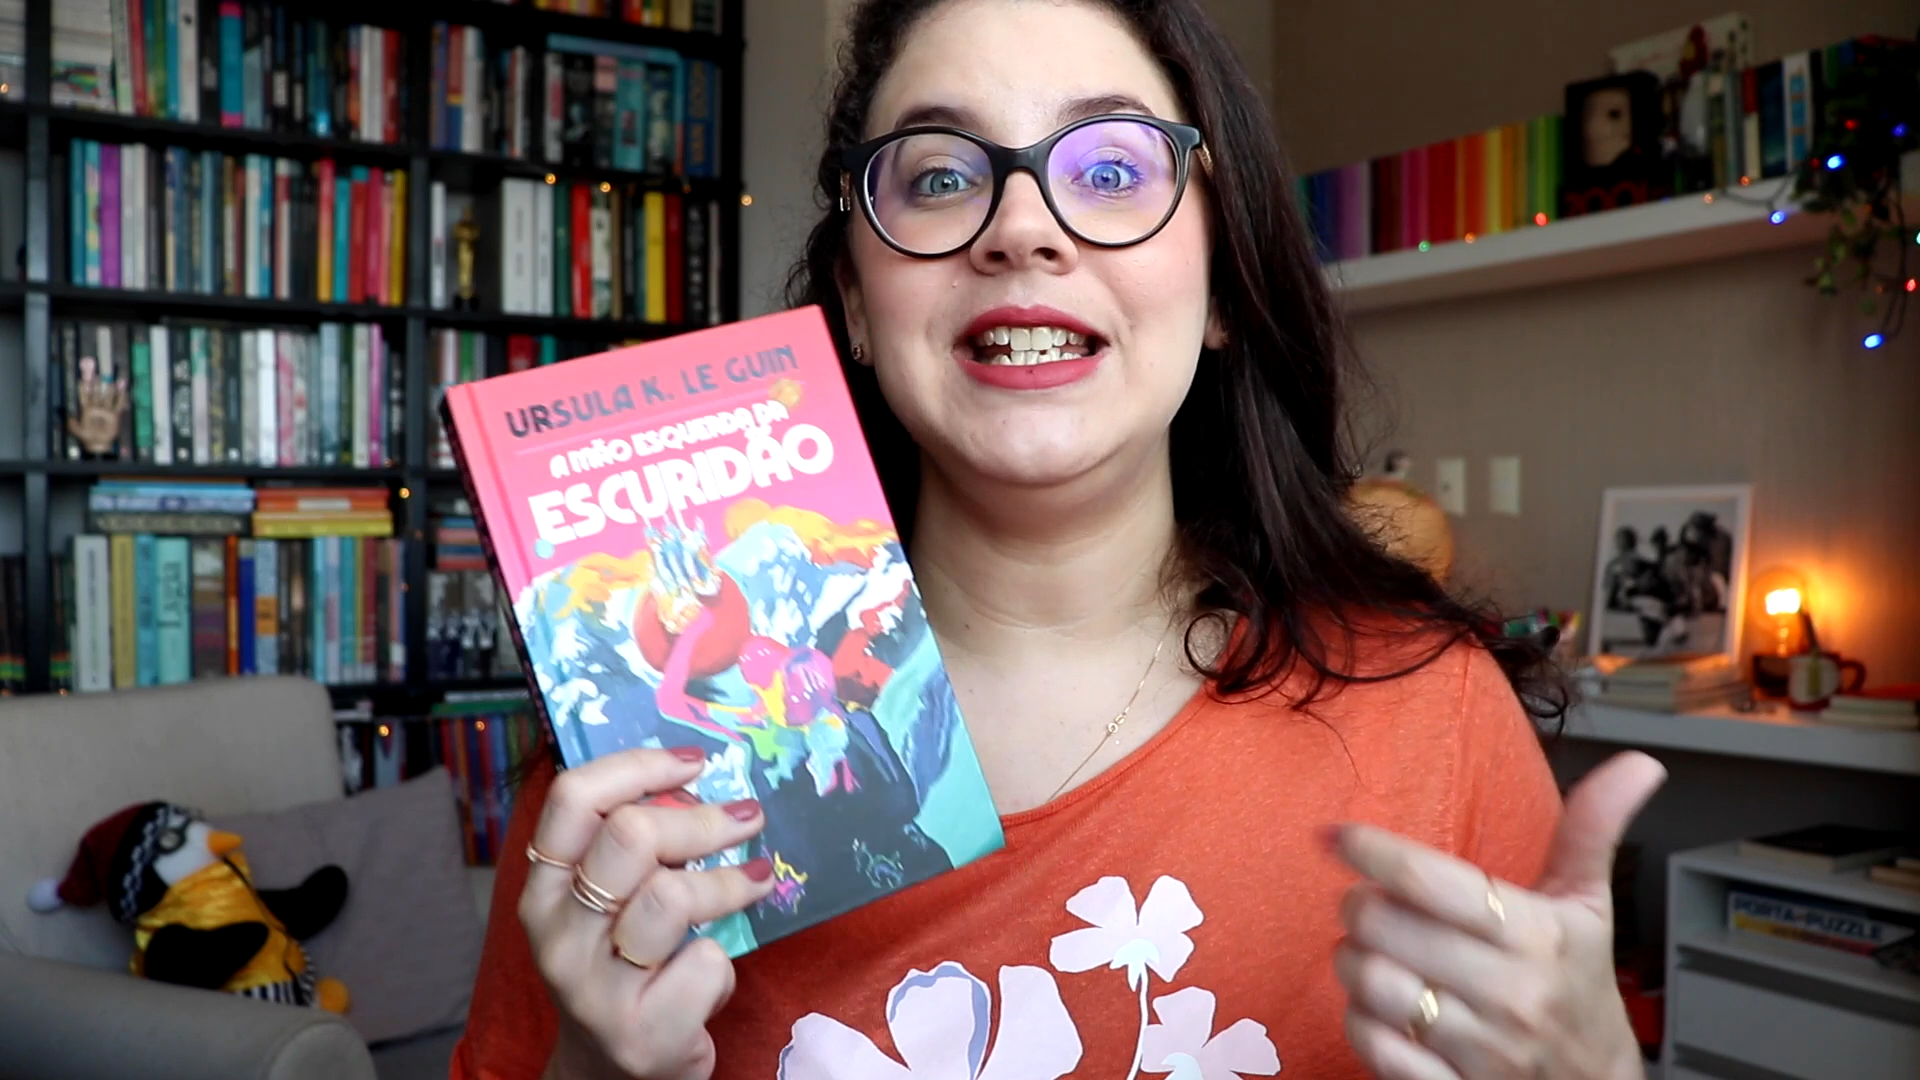 URSULA K. LE GUIN
A MÃO ESQUERDA DA
ESCURIDÃO
PORTA-PUZZLE